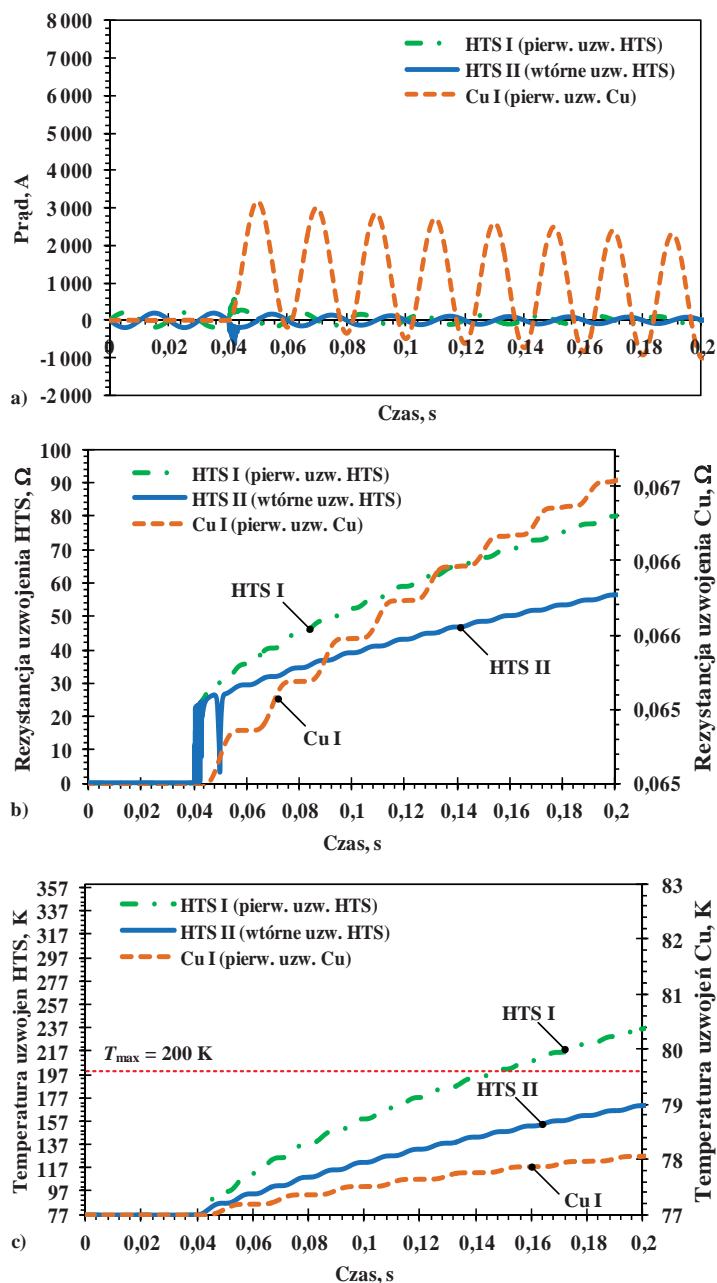 8 000
7 000
6 000
5 000
4 000
3 000
2 000
1000
0
-1 000
-2 000
Prąd, A
HTS I (pierw. uzw. HTS)
HTS II (wtórne uzw. HTS)
Cu I (pierw. uzw. Cu)
0 0,02 0,04 0,06 0,08 0,1 0,12 0,14 0,16 0,18 0,2
Czas, s
a)
100
90
80
70
60
50
40
30
20
10
0
Rezystancja uzwojenia HTS, Ω
HTS I (pierw. uzw. HTS)
HTS II (wtórne uzw. HTS)
Cu I (pierw. uzw. Cu)
HTS I
HTS II
Cu I
0,067
0,066
0,066
0,065
0,065
Rezystancja uzwojenia Cu, Ω
0 0,02 0,04 0,06 0,08 0,1 0,12 0,14 0,16 0,18 0,2
b)
Czas, s
357
337
317
297
277
257
237
217
197
177
157
137
117
97
77
Temperatura uzwojen HTS, K
HTS I (pierw. uzw. HTS)
HTS II (wtórne uzw. HTS)
Cu I (pierw. uzw. Cu)
HTS I
Tmax = 200 K
HTS II
Cu I
83
82
81
80
79
78
77
Temperatura uzwojeń Cu, K
0 0,02 0,04 0,06 0,08 0,1 0,12 0,14 0,16 0,18 0,2
c)
Czas, s